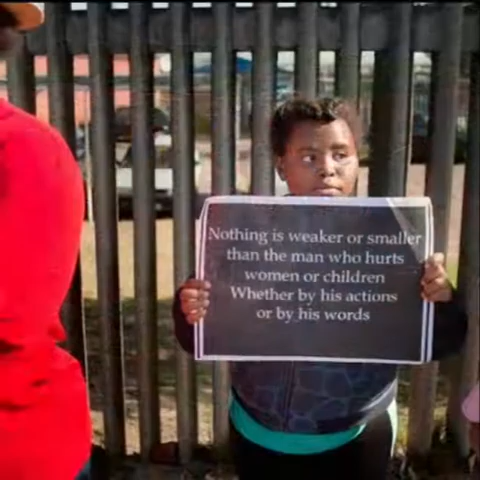 Nothing is weaker or smaller
than the man who hurts
women or children
Whether by his actions
or by his words